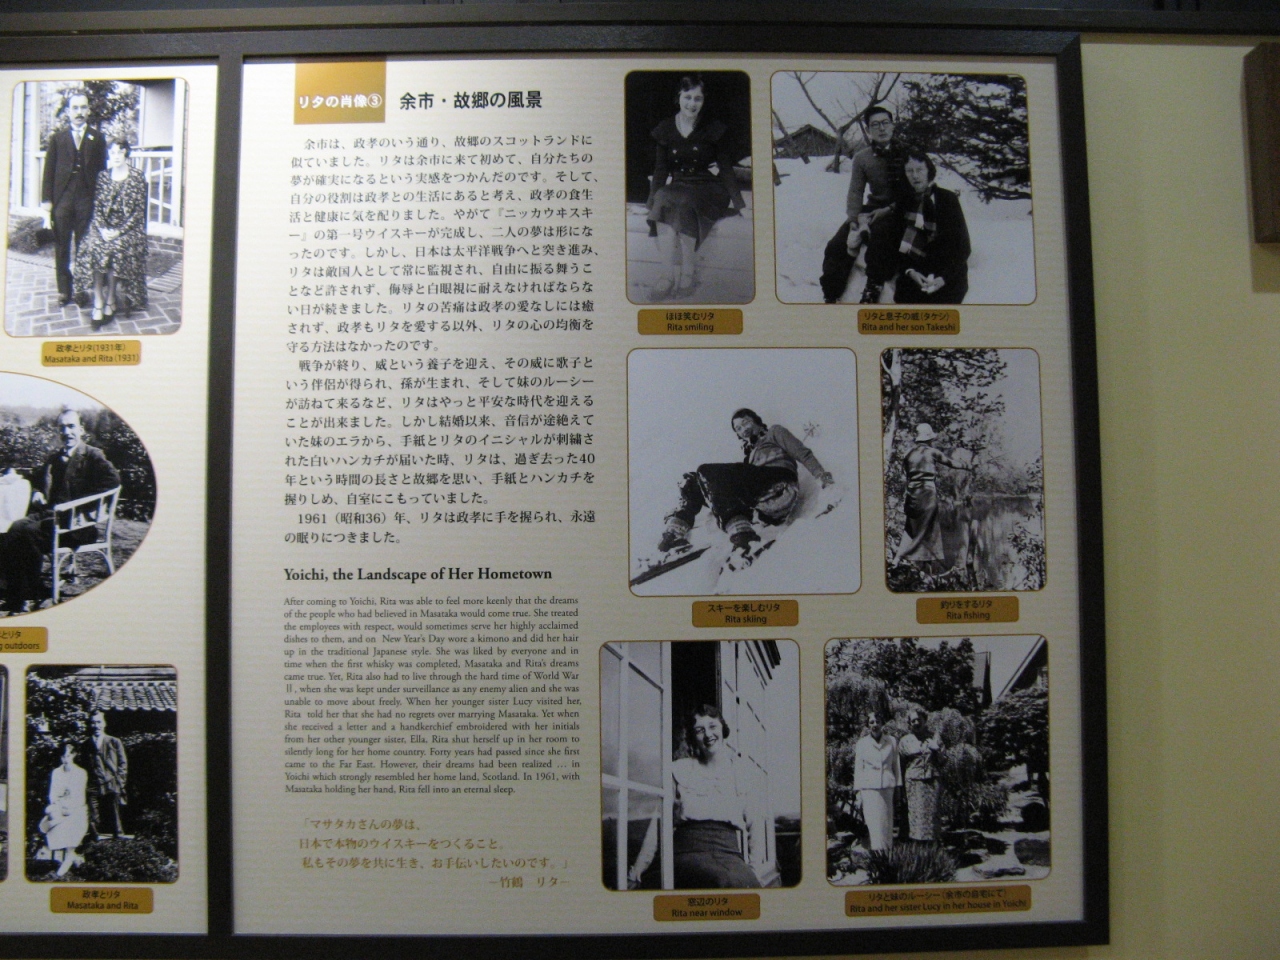 政孝とリタ(1931年)
Masataka and Rita (1931)
とリタ
outdoors
政孝とリタ
Masataka and Rita
リタの肖像③
余市・故郷の風景
余市は、政孝のいう通り、故郷のスコットランドに
似ていました。リタは余市に来て初めて、自分たちの
夢が確実になるという実感をつかんだのです。そして、
自分の役割は政孝との生活にあると考え、政孝の食生
活と健康に気を配りました。やがて『ニッカウヰスキ
ー』の第一号ウイスキーが完成し、二人の夢は形にな
ったのです。しかし、日本は太平洋戦争へと突き進み、
リタは敵国人として常に監視され、自由に振る舞うこ
となど許されず、侮辱と白眼視に耐えなければならな
い日が続きました。リタの苦痛は政孝の愛なしには癒
されず、政孝もリタを愛する以外、リタの心の均衡を
守る方法はなかったのです。
戦争が終り、威という養子を迎え、その威に歌子と
いう伴侶が得られ、孫が生まれ、そして妹のルーシー
が訪ねて来るなど、リタはやっと平安な時代を迎える
ことが出来ました。しかし結婚以来、音信が途絶えて
いた妹のエラから、手紙とリタのイニシャルが刺繍さ
れた白いハンカチが届いた時、リタは、過ぎ去った40
年という時間の長さと故郷を思い、手紙とハンカチを
握りしめ、自室にこもっていました。
1961（昭和36）年、リタは政孝に手を握られ、永遠
の眠りにつきました。
Yoichi, the Landscape of Her Hometown
After coming to Yoichi, Rita was able to feel more keenly that the dreams
of the people who had believed in Masataka would come true. She treated
the employees with respect, would sometimes serve her highly acclaimed
dishes to them, and on New Year's Day wore a kimono and did her hair
up in the traditional Japanese style. She was liked by everyone and in
time when the first whisky was completed, Masataka and Rita's dreams
came true. Yet, Rita also had to live through the hard time of World War
Ⅱ, when she was kept under surveillance as any enemy alien and she was
unable to move about freely. When her younger sister Lucy visited her,
Rita told her that she had no regrets over marrying Masataka. Yet when
she received a letter and a handkerchief embroidered with her initials
from her other younger sister, Ella, Rita shut herself up in her room to
silently long for her home country. Forty years had passed since she first
came to the Far East. However, their dreams had been realized … in
Yoichi which strongly resembled her home land, Scotland. In 1961, with
Masataka holding her hand, Rita fell into an eternal sleep.
「マサタカさんの夢は、
日本で本物のウイスキーをつくること。
私もその夢を共に生き、お手伝いしたいのです。」
－竹鶴 リタ－
ほほ笑むリタ
Rita smiling
リタと息子の威(タケシ)
Rita and her son Takeshi
スキーを楽しむリタ
Rita skiing
釣りをするリタ
Rita fishing
窓辺のリタ
Rita near window
リタと妹のルーシー(余市の自宅にて)
Rita and her sister Lucy in her house in Yoichi